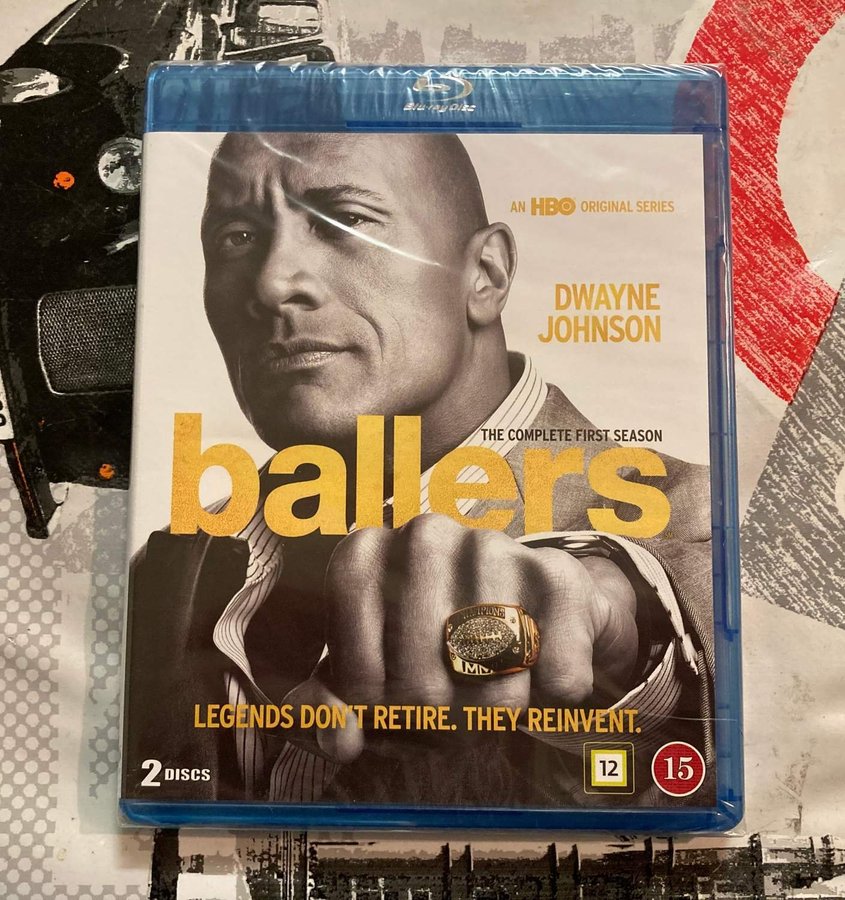 Blu-ray Disc
AN HBO ORIGINAL SERIES
DWAYNE
JOHNSON
THE COMPLETE FIRST SEASON
ballers
LEGENDS DON'T RETIRE. THEY REINVENT.
2 DISCS
12
15